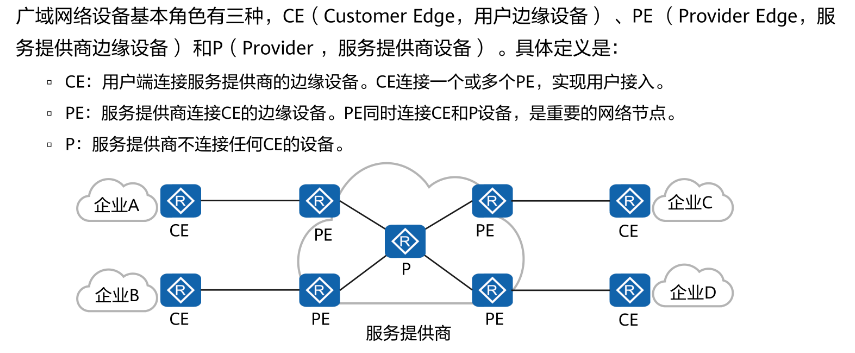 广域网络设备基本角色有三种，CE（Customer Edge，用户边缘设备）、PE （Provider Edge，服
务提供商边缘设备）和P（Provider ，服务提供商设备）。具体定义是：
▫ CE：用户端连接服务提供商的边缘设备。CE连接一个或多个PE，实现用户接入。
▫ PE：服务提供商连接CE的边缘设备。PE同时连接CE和P设备，是重要的网络节点。
▫ P：服务提供商不连接任何CE的设备。
企业A
R
R
R
R
企业C
CE
PE
PE
CE
R
P
企业B
R
R
R
R
企业D
CE
PE
PE
CE
服务提供商